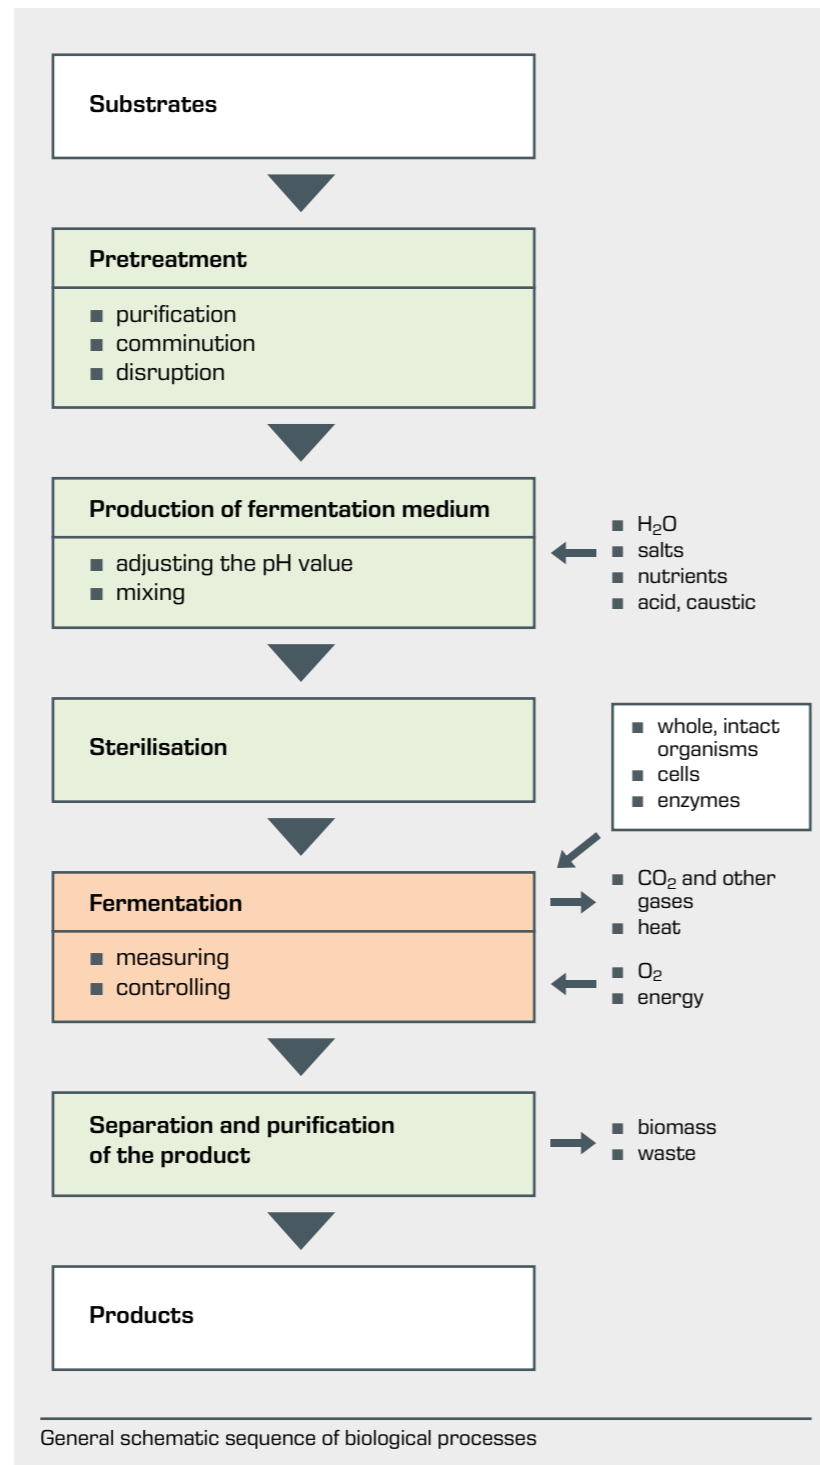 Substrates
Pretreatment
■ purification
■ comminution
■ disruption
Production of fermentation medium
■ adjusting the pH value
■ mixing
■ H₂O
■ salts
■ nutrients
■ acid, caustic
Sterilisation
■ whole, intact
organisms
■ cells
■ enzymes
Fermentation
■ measuring
■ controlling
■ CO₂ and other
gases
■ heat
■ O₂
■ energy
Separation and purification
of the product
■ biomass
■ waste
Products
General schematic sequence of biological processes